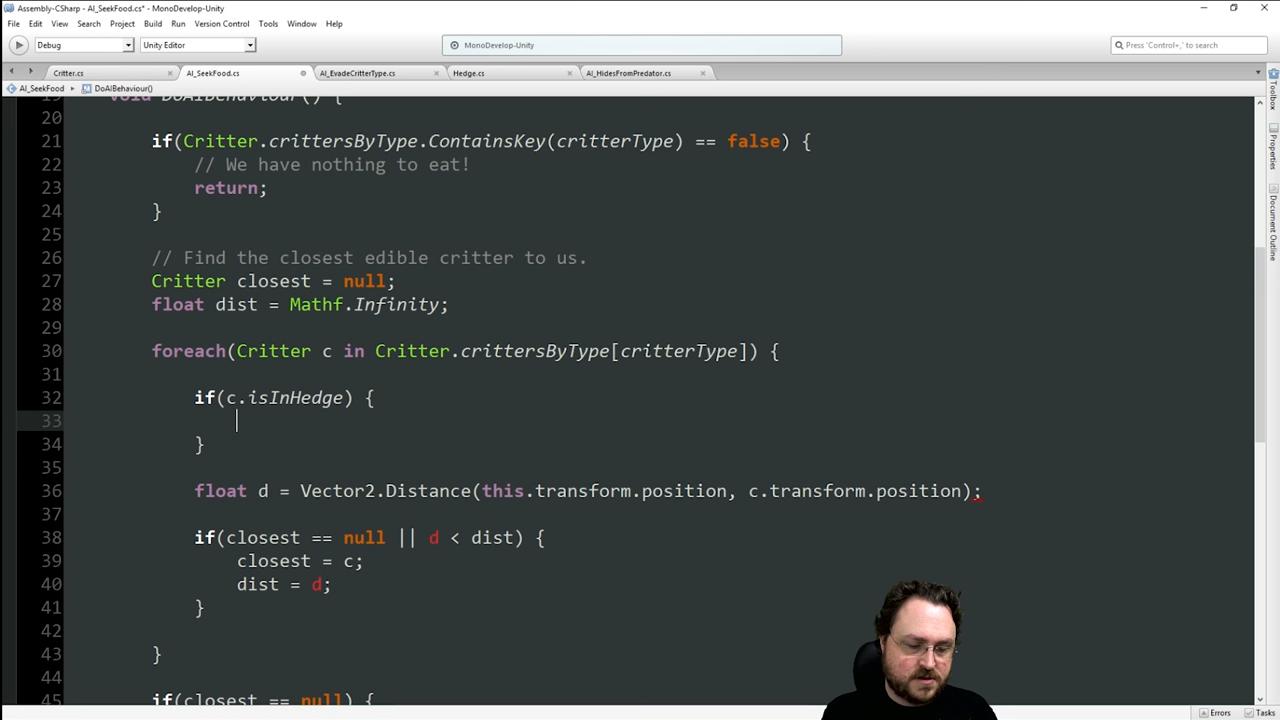 Assembly-CSharp - AI_SeekFood.cs* - MonoDevelop-Unity
File Edit View Search Project Build Run Version Control Tools Window Help
Debug Unity Editor MonoDevelop-Unity Press 'Control+,' to search
Critter.cs AI_SeekFood.cs AI_EvadeCritterType.cs Hedge.cs AI_HidesFromPredator.cs
AI_SeekFood DoAIBehaviour()
Toolbox
Properties
Document Outline
19 void DoAIBehaviour() {
20
21 if(Critter.crittersByType.ContainsKey(critterType) == false) {
22 // We have nothing to eat!
23 return;
24 }
25
26 // Find the closest edible critter to us.
27 Critter closest = null;
28 float dist = Mathf.Infinity;
29
30 foreach(Critter c in Critter.crittersByType[critterType]) {
31
32 if(c.isInHedge) {
33
34 }
35
36 float d = Vector2.Distance(this.transform.position, c.transform.position);
37
38 if(closest == null || d < dist) {
39 closest = c;
40 dist = d;
41 }
42
43 }
44
45 if(closest == null) {
Errors Tasks